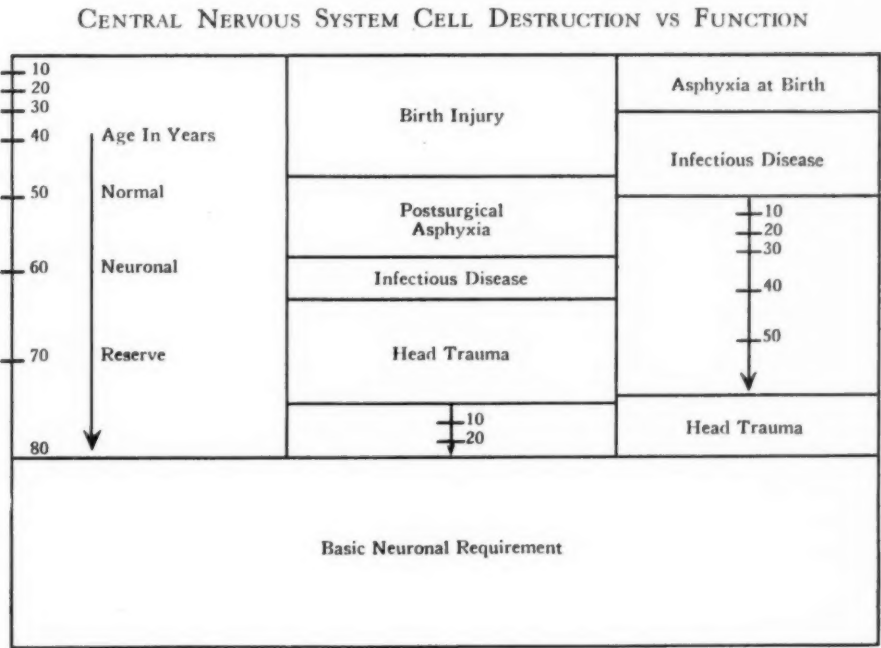 CENTRAL NERVOUS SYSTEM CELL DESTRUCTION VS FUNCTION
10
20
30
40
50
60
70
80
Age In Years
Normal
Neuronal
Reserve
Birth Injury
Postsurgical
Asphyxia
Infectious Disease
Head Trauma
10
20
Asphyxia at Birth
Infectious Disease
10
20
30
40
50
Head Trauma
Basic Neuronal Requirement